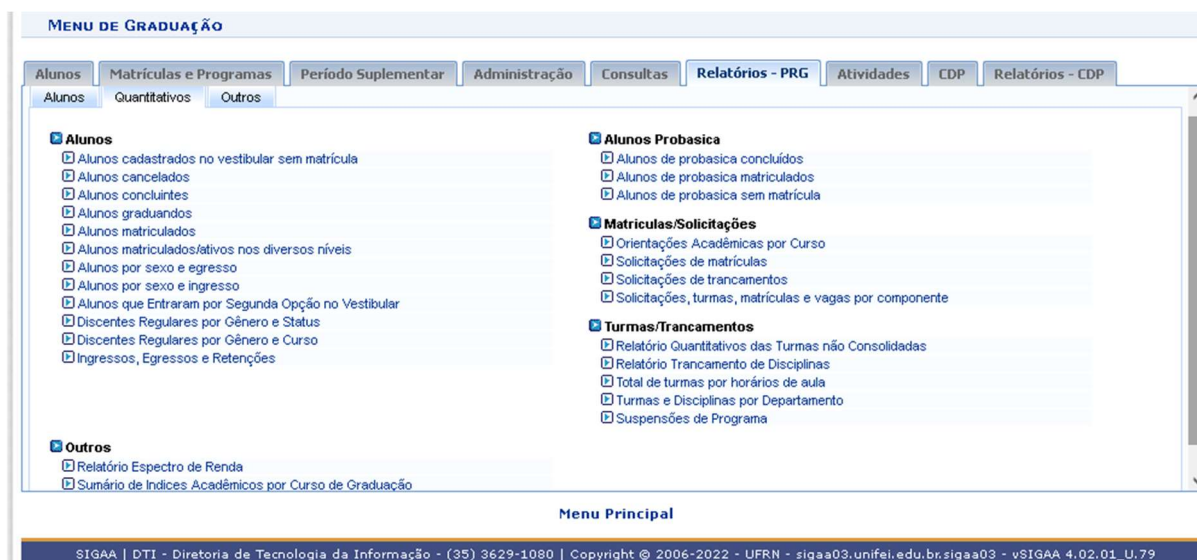 MENU DE GRADUAÇÃO
Alunos Matrículas e Programas Período Suplementar Administração Consultas Relatórios - PRG Atividades CDP Relatórios - CDP
Alunos Quantitativos Outros
Alunos
Alunos cadastrados no vestibular sem matrícula
Alunos cancelados
Alunos concluintes
Alunos graduandos
Alunos matriculados
Alunos matriculados/ativos nos diversos níveis
Alunos por sexo e egresso
Alunos por sexo e ingresso
Alunos que Entraram por Segunda Opção no Vestibular
Discentes Regulares por Gênero e Status
Discentes Regulares por Gênero e Curso
Ingressos, Egressos e Retenções
Alunos Probasica
Alunos de probasica concluídos
Alunos de probasica matriculados
Alunos de probasica sem matrícula
Matriculas/Solicitações
Orientações Acadêmicas por Curso
Solicitações de matrículas
Solicitações de trancamentos
Solicitações, turmas, matrículas e vagas por componente
Turmas/Trancamentos
Relatório Quantitativos das Turmas não Consolidadas
Relatório Trancamento de Disciplinas
Total de turmas por horários de aula
Turmas e Disciplinas por Departamento
Suspensões de Programa
Outros
Relatório Espectro de Renda
Sumário de Indices Acadêmicos por Curso de Graduação
Menu Principal
SIGAA | DTI - Diretoria de Tecnologia da Informação - (35) 3629-1080 | Copyright © 2006-2022 - UFRN - sigaa03.unifei.edu.br.sigaa03 - vSIGAA 4.02.01_U.79